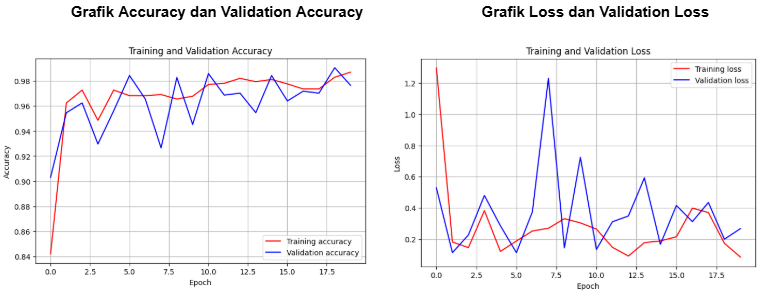 Grafik Accuracy dan Validation Accuracy
Training and Validation Accuracy
Accuracy
0.98
0.96
0.94
0.92
0.90
0.88
0.86
0.84
Training accuracy
Validation accuracy
0.0 2.5 5.0 7.5 10.0 12.5 15.0 17.5
Epoch
Grafik Loss dan Validation Loss
Training and Validation Loss
Loss
1.2
1.0
0.8
0.6
0.4
0.2
Training loss
Validation loss
0.0 2.5 5.0 7.5 10.0 12.5 15.0 17.5
Epoch